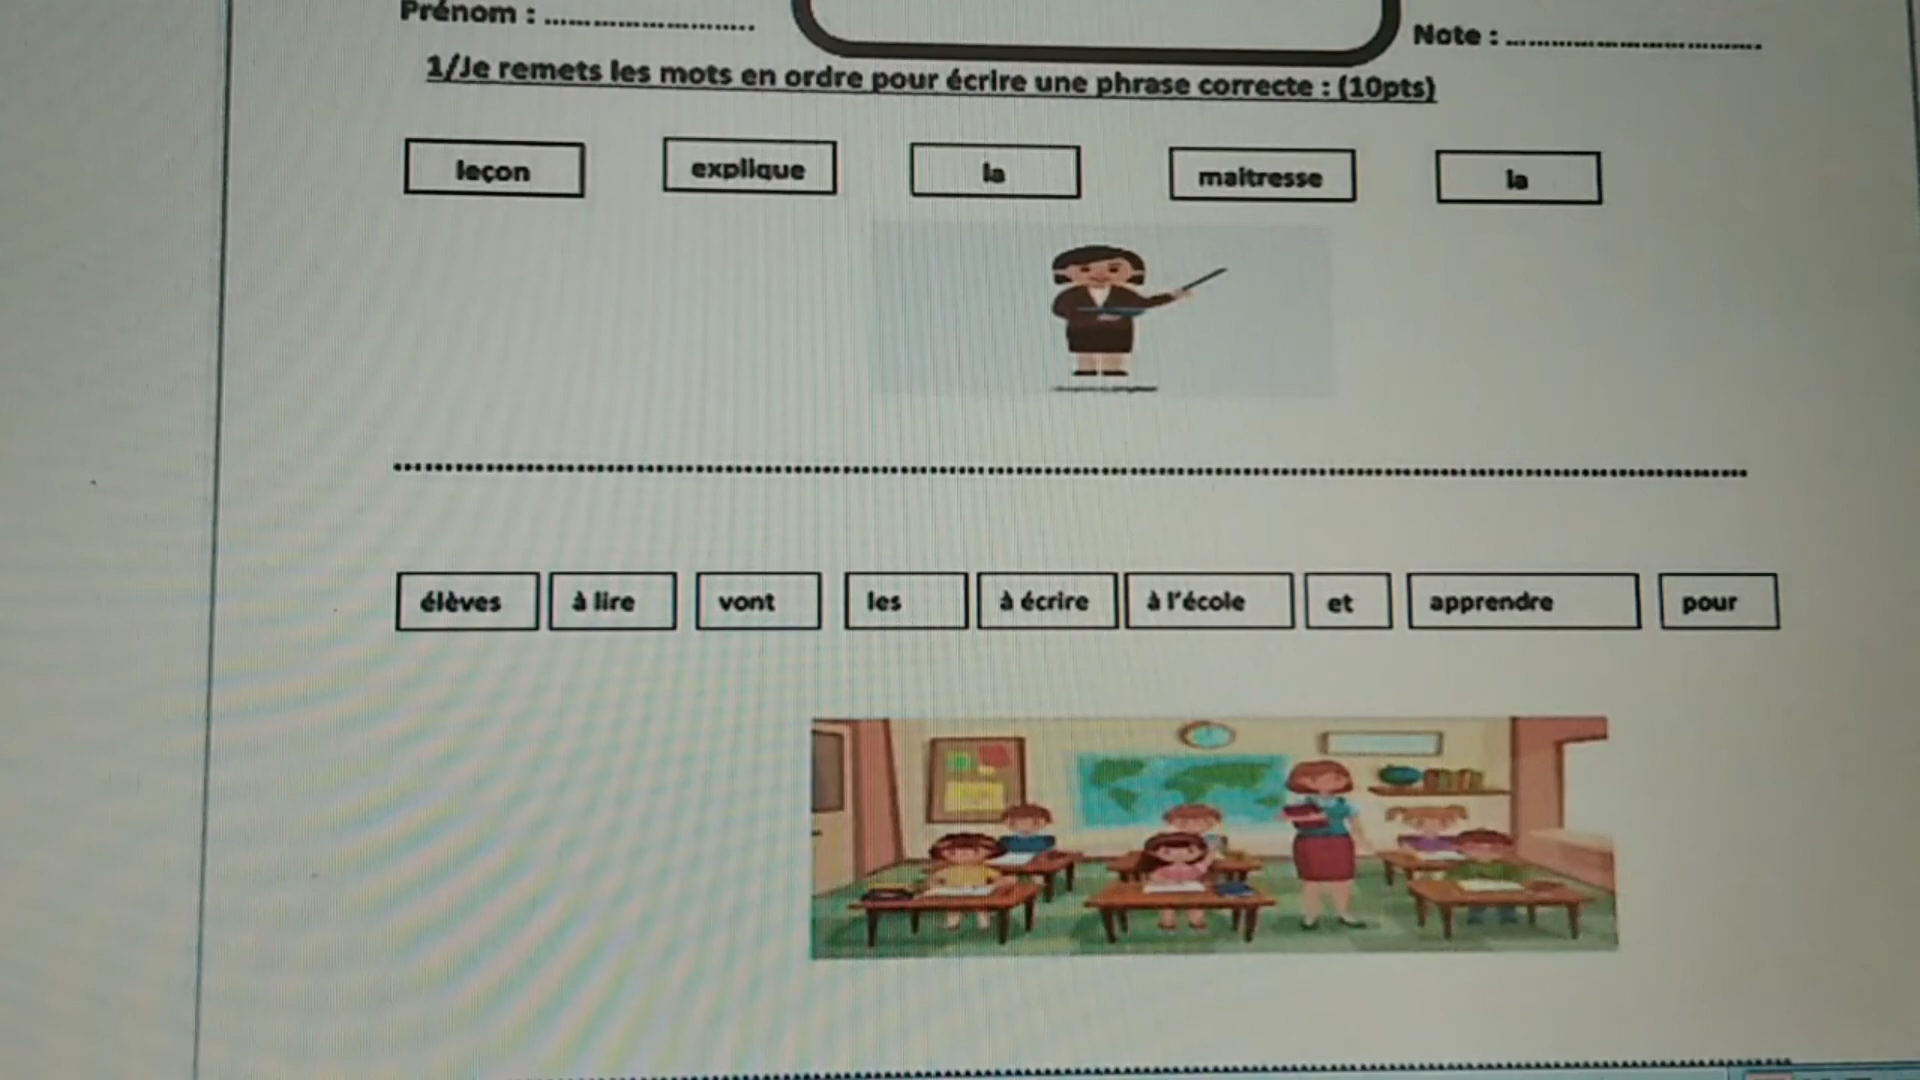 Prénom : ........................
Note : ................................
1/Je remets les mots en ordre pour écrire une phrase correcte : (10pts)
leçon explique la maitresse la
élèves à lire vont les à écrire à l'école et apprendre pour